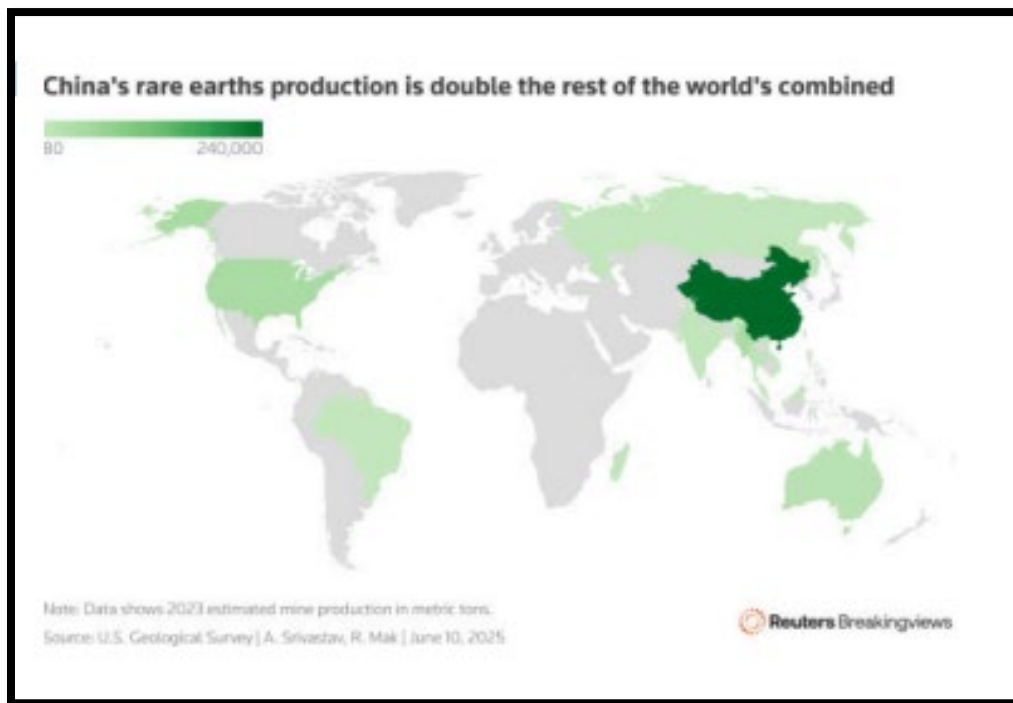 China's rare earths production is double the rest of the world's combined
80 240,000
Note: Data shows 2023 estimated mine production in metric tons.
Source: U.S. Geological Survey | A. Srivastav, R. Mak | June 10, 2025
Reuters Breakingviews